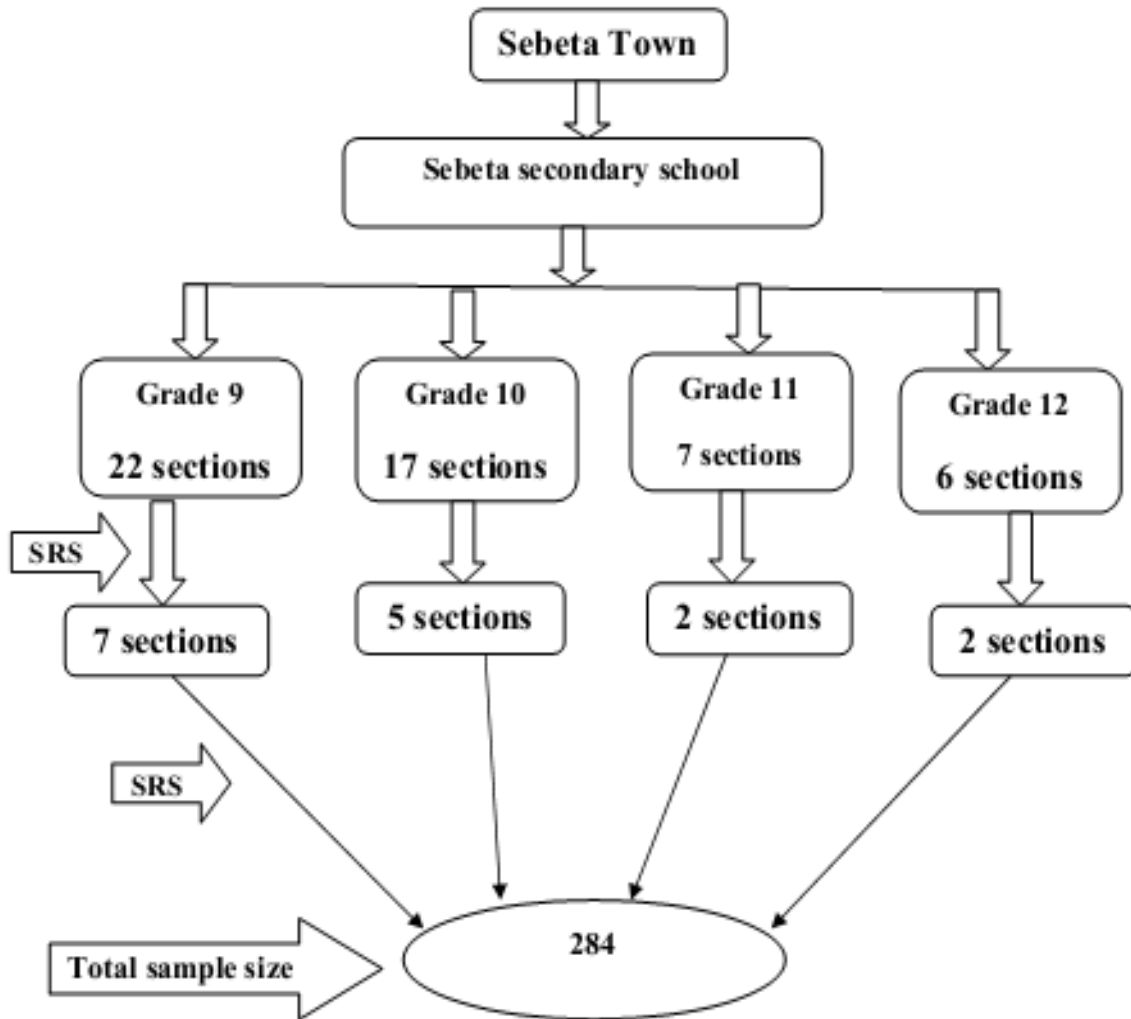 Sebeta Town
Sebeta secondary school
Grade 9
22 sections
Grade 10
17 sections
Grade 11
7 sections
Grade 12
6 sections
SRS
7 sections
5 sections
2 sections
2 sections
SRS
284
Total sample size